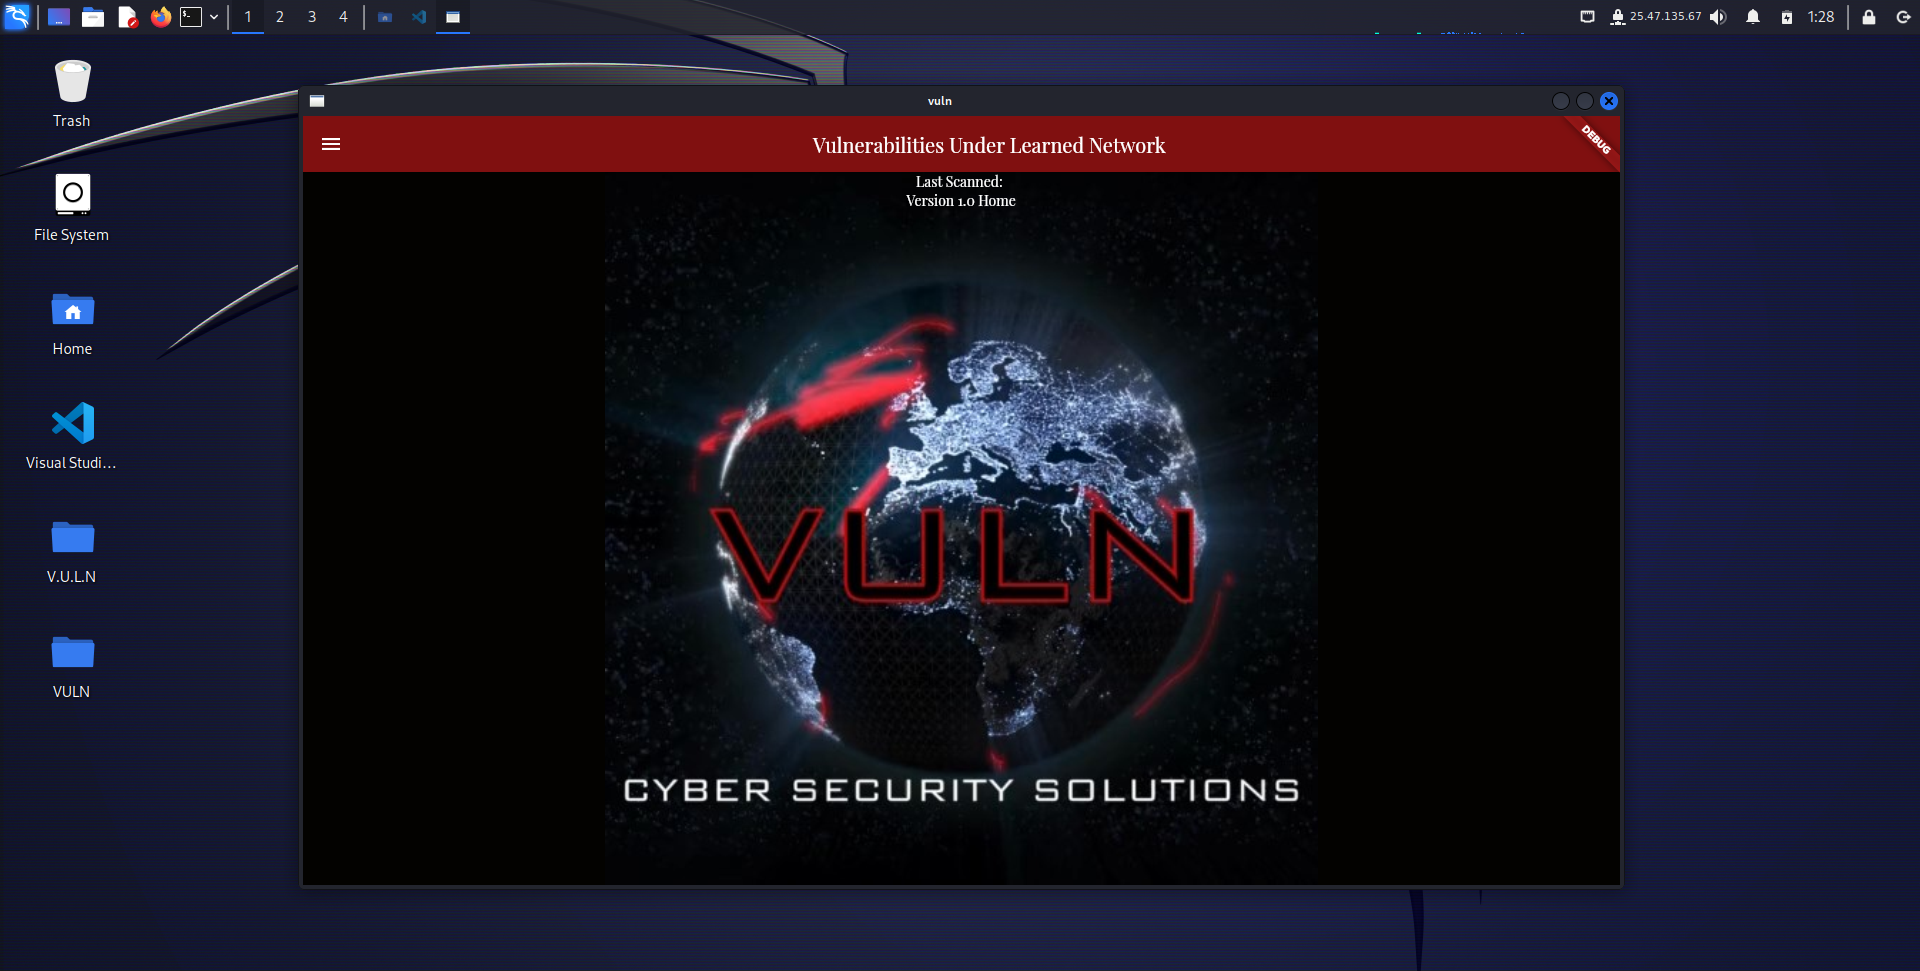 1 2 3 4
25.47.135.67
1:28
Trash
File System
Home
Visual Studi...
V.U.L.N
VULN
vuln
Vulnerabilities Under Learned Network
DEBUG
Last Scanned:
Version 1.0 Home
VULN
CYBER SECURITY SOLUTIONS